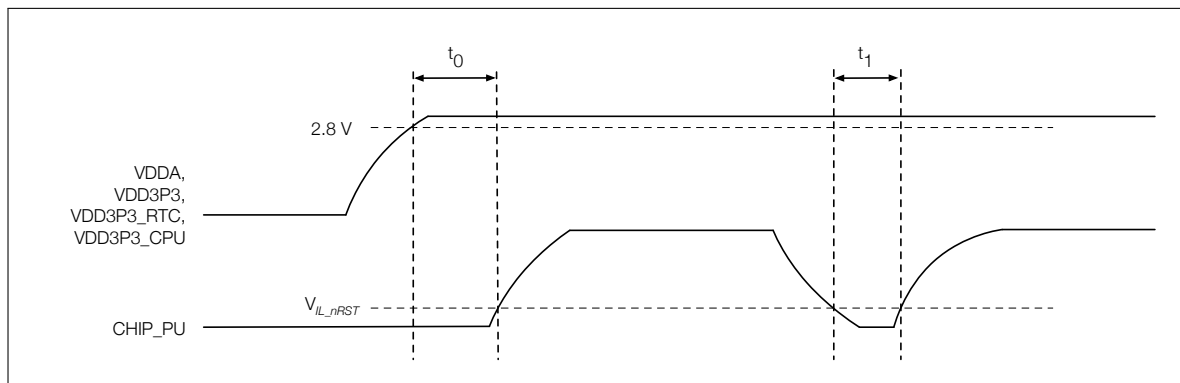 t0
t1
2.8 V
VDDA,
VDD3P3,
VDD3P3_RTC,
VDD3P3_CPU
VIL_nRST
CHIP_PU